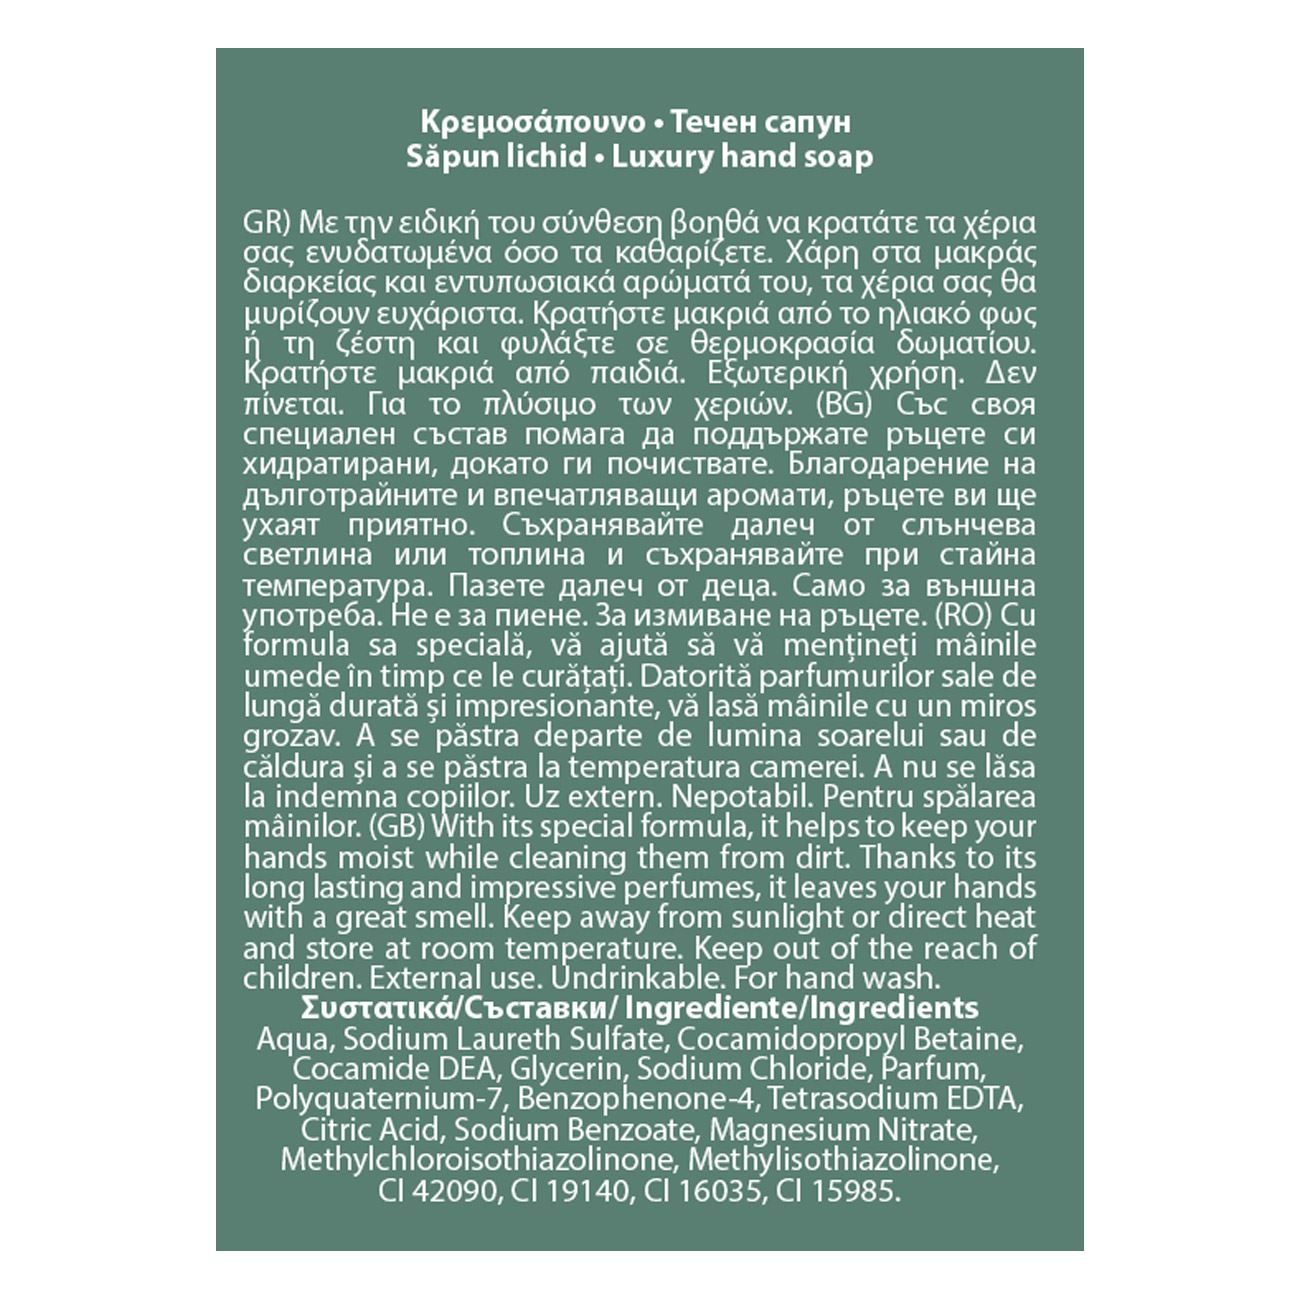 Κρεμοσάπουνο • Течен сапун
Săpun lichid • Luxury hand soap
GR) Με την ειδική του σύνθεση βοηθά να κρατάτε τα χέρια
σας ενυδατωμένα όσο τα καθαρίζετε. Χάρη στα μακράς
διαρκείας και εντυπωσιακά αρώματά του, τα χέρια σας θα
μυρίζουν ευχάριστα. Κρατήστε μακριά από το ηλιακό φως
ή τη ζέστη και φυλάξτε σε θερμοκρασία δωματίου.
Κρατήστε μακριά από παιδιά. Εξωτερική χρήση. Δεν
πίνεται. Για το πλύσιμο των χεριών. (BG) Със своя
специален състав помага да поддържате ръцете си
хидратирани, докато ги почиствате. Благодарение на
дълготрайните и впечатляващи аромати, ръцете ви ще
ухаят приятно. Съхранявайте далеч от слънчева
светлина или топлина и съхранявайте при стайна
температура. Пазете далеч от деца. Само за външна
употреба. Не е за пиене. За измиване на ръцете. (RO) Cu
formula sa specială, vă ajută să vă mențineți mâinile
umede în timp ce le curățați. Datorită parfumurilor sale de
lungă durată și impresionante, vă lasă mâinile cu un miros
grozav. A se păstra departe de lumina soarelui sau de
căldura și a se păstra la temperatura camerei. A nu se lăsa
la indemna copiilor. Uz extern. Nepotabil. Pentru spălarea
mâinilor. (GB) With its special formula, it helps to keep your
hands moist while cleaning them from dirt. Thanks to its
long lasting and impressive perfumes, it leaves your hands
with a great smell. Keep away from sunlight or direct heat
and store at room temperature. Keep out of the reach of
children. External use. Undrinkable. For hand wash.
Συστατικά/Съставки/ Ingrediente/Ingredients
Aqua, Sodium Laureth Sulfate, Cocamidopropyl Betaine,
Cocamide DEA, Glycerin, Sodium Chloride, Parfum,
Polyquaternium-7, Benzophenone-4, Tetrasodium EDTA,
Citric Acid, Sodium Benzoate, Magnesium Nitrate,
Methylchloroisothiazolinone, Methylisothiazolinone,
Cl 42090, Cl 19140, Cl 16035, Cl 15985.